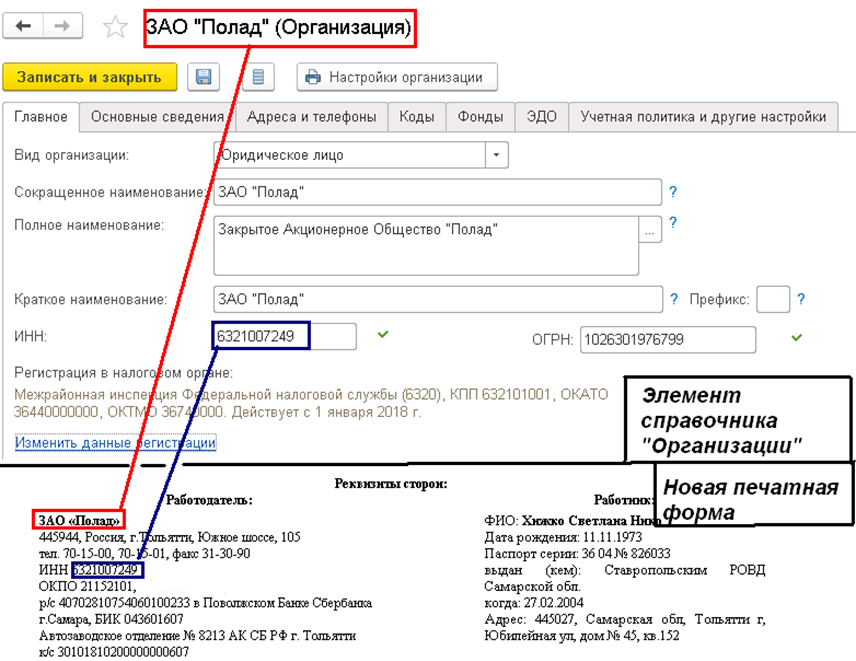 ЗАО "Полад" (Организация)
Записать и закрыть
Настройки организации
Главное Основные сведения Адреса и телефоны Коды Фонды ЭДО Учетная политика и другие настройки
Вид организации: Юридическое лицо
Сокращенное наименование: ЗАО "Полад" ?
Полное наименование: Закрытое Акционерное Общество "Полад" ... ?
Краткое наименование: ЗАО "Полад" ? Префикс: ?
ИНН: 6321007249 ОГРН: 1026301976799
Регистрация в налоговом органе:
Межрайонная инспекция Федеральной налоговой службы (6320), КПП 632101001, ОКАТО
36440000000, ОКТМО 36740000. Действует с 1 января 2018 г.
Изменить данные регистрации
Элемент
справочника
"Организации"
Новая печатная
форма
Реквизиты сторон:
Работодатель:
ЗАО «Полад»
445944, Россия, г.Тольятти, Южное шоссе, 105
тел. 70-15-00, 70-15-01, факс 31-30-90
ИНН 6321007249
ОКПО 21152101,
р/с 40702810754060100233 в Поволжском Банке Сбербанка
г.Самара, БИК 043601607
Автозаводское отделение № 8213 АК СБ РФ г. Тольятти
к/с 30101810200000000607
Работник:
ФИО: Хижко Светлана
Дата рождения: 11.11.1973
Паспорт серии: 36 04 № 826033
выдан (кем): Ставропольским РОВД
Самарской обл.
когда: 27.02.2004
Адрес: 445027, Самарская обл, Тольятти г,
Юбилейная ул, дом № 45, кв.152